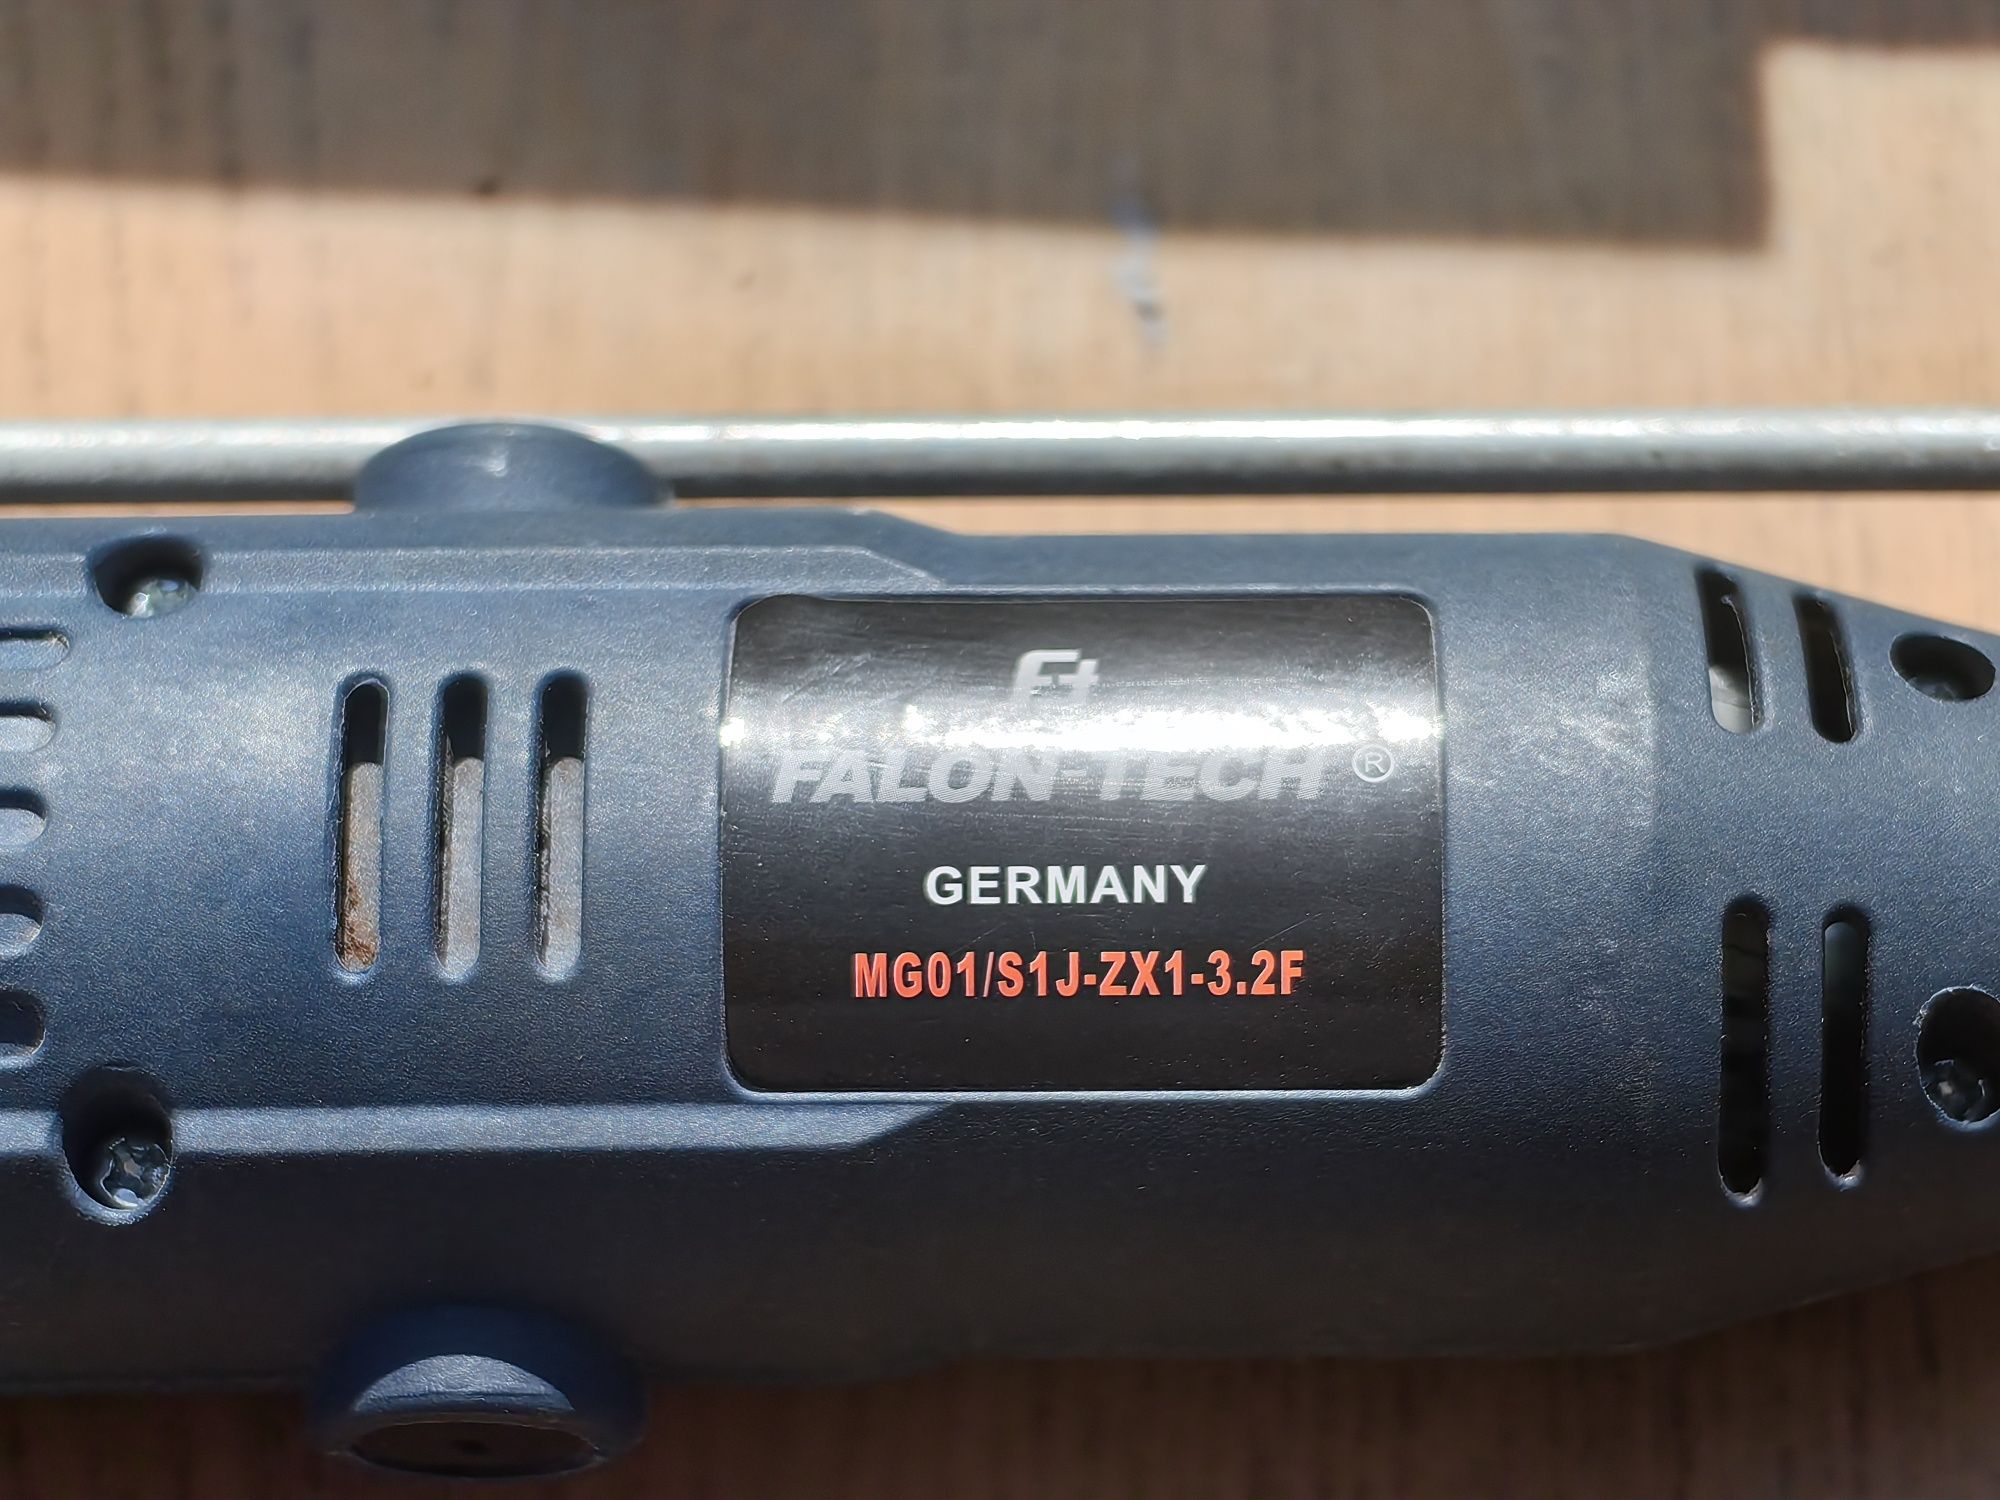 Ft
FALON-TECH ®
GERMANY
MG01/S1J-ZX1-3.2F